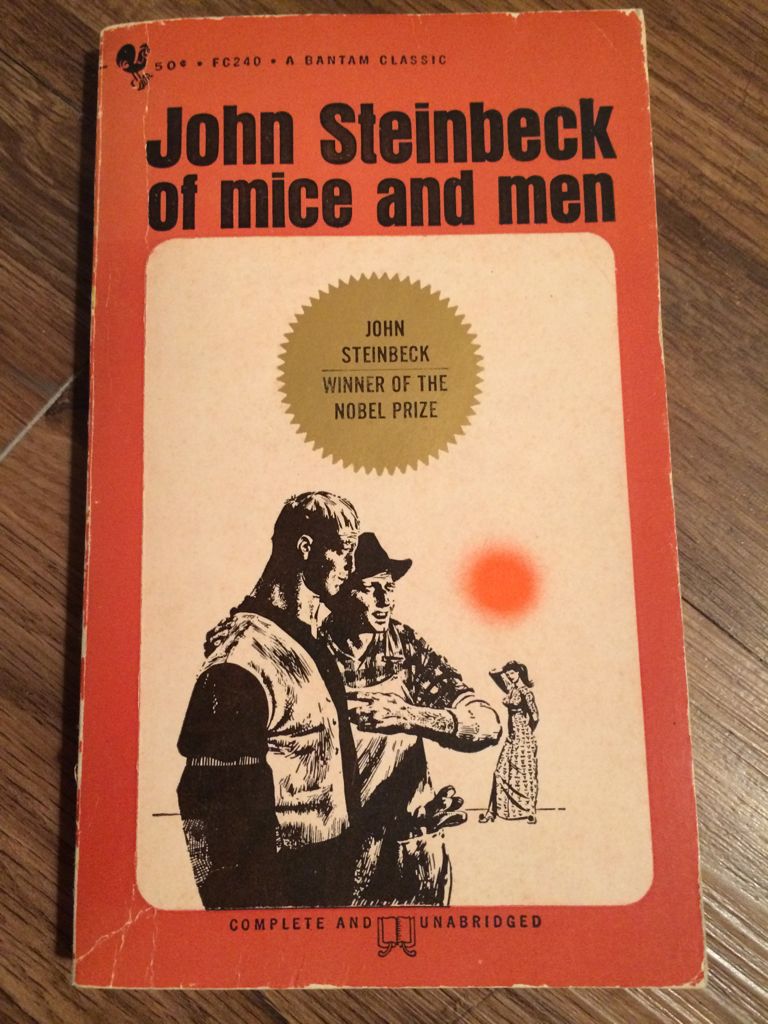 50¢ • FC240 • A BANTAM CLASSIC
John Steinbeck
of mice and men
JOHN
STEINBECK
WINNER OF THE
NOBEL PRIZE
COMPLETE AND UNABRIDGED